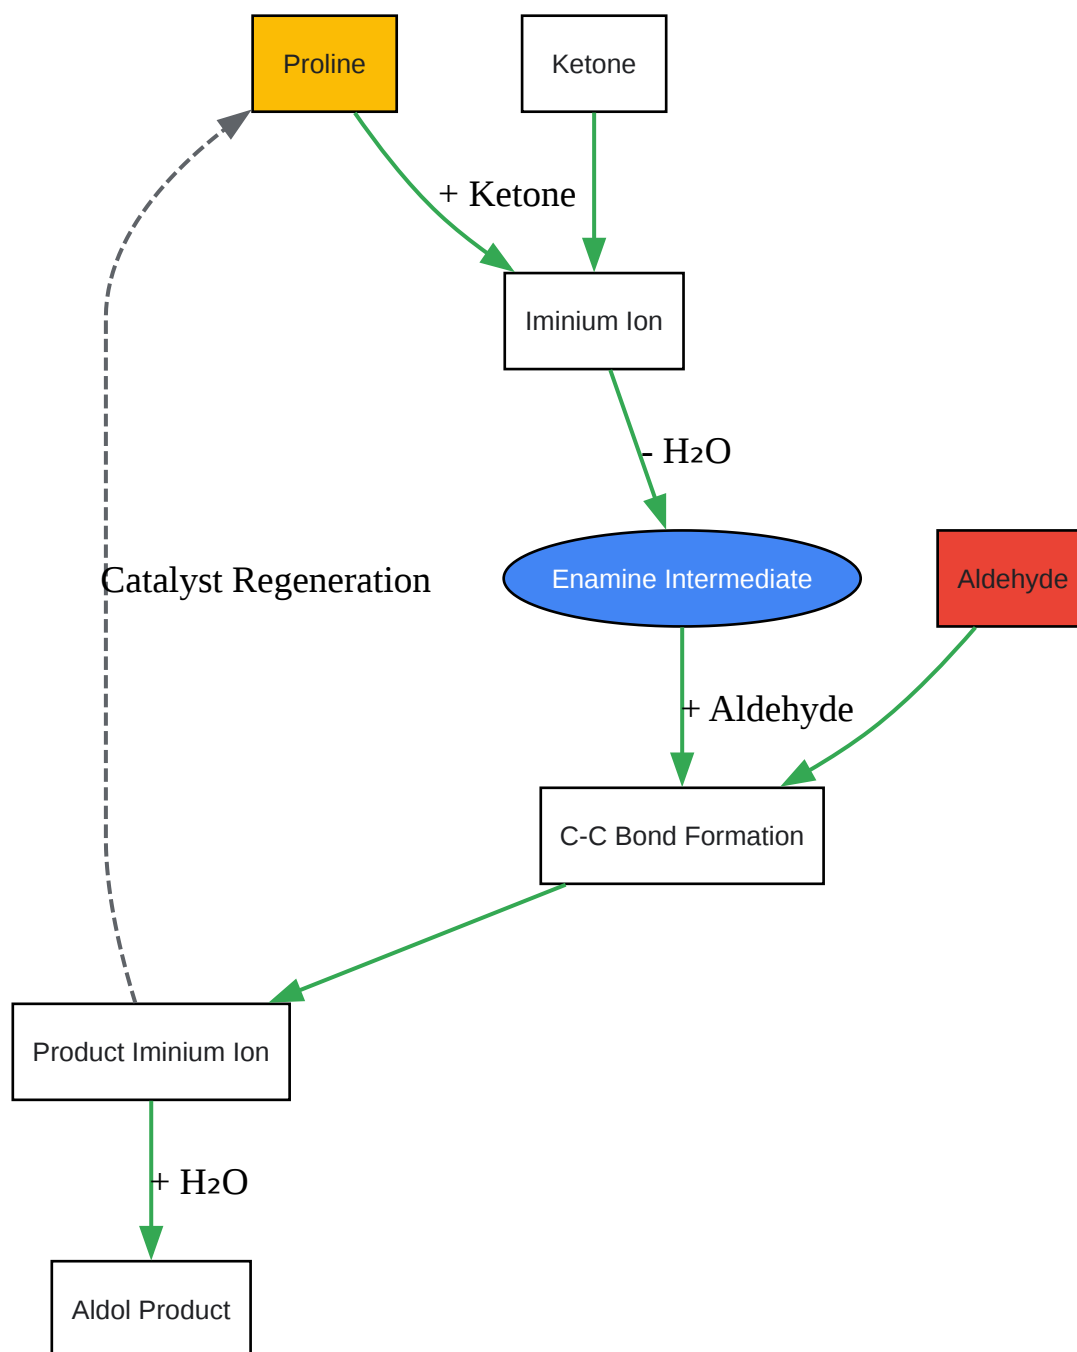 Proline
Ketone
+ Ketone
Iminium Ion
- H₂O
Catalyst Regeneration
Enamine Intermediate
Aldehyde
+ Aldehyde
C-C Bond Formation
Product Iminium Ion
+ H₂O
Aldol Product